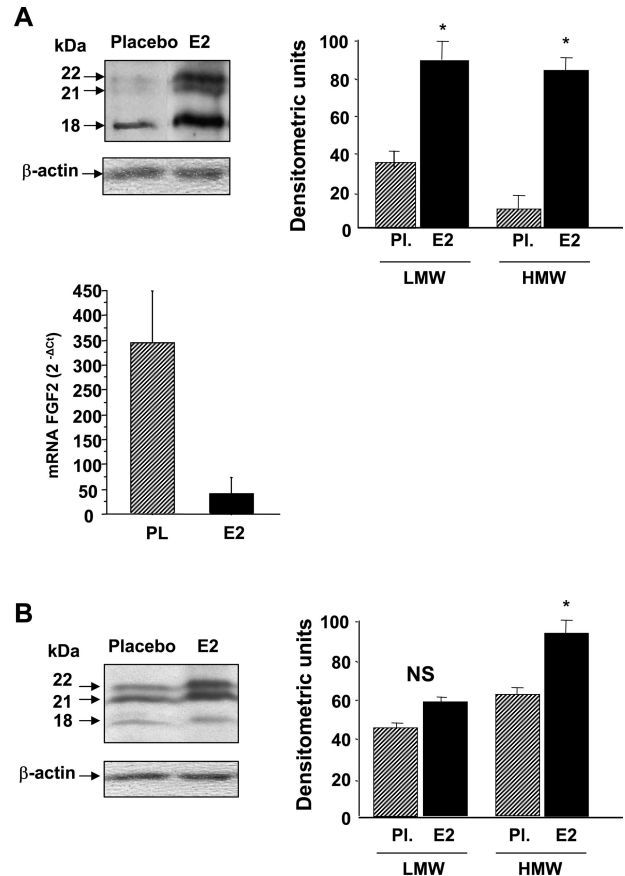 A
kDa Placebo E2
22
21
18
β-actin
Densitometric units
100
80
60
40
20
0
*
*
Pl. E2 Pl. E2
LMW HMW
mRNA FGF2 (2 -ΔCt)
450
400
350
300
250
200
150
100
50
0
PL E2
B
kDa Placebo E2
22
21
18
β-actin
Densitometric units
100
80
60
40
20
0
NS
*
Pl. E2 Pl. E2
LMW HMW